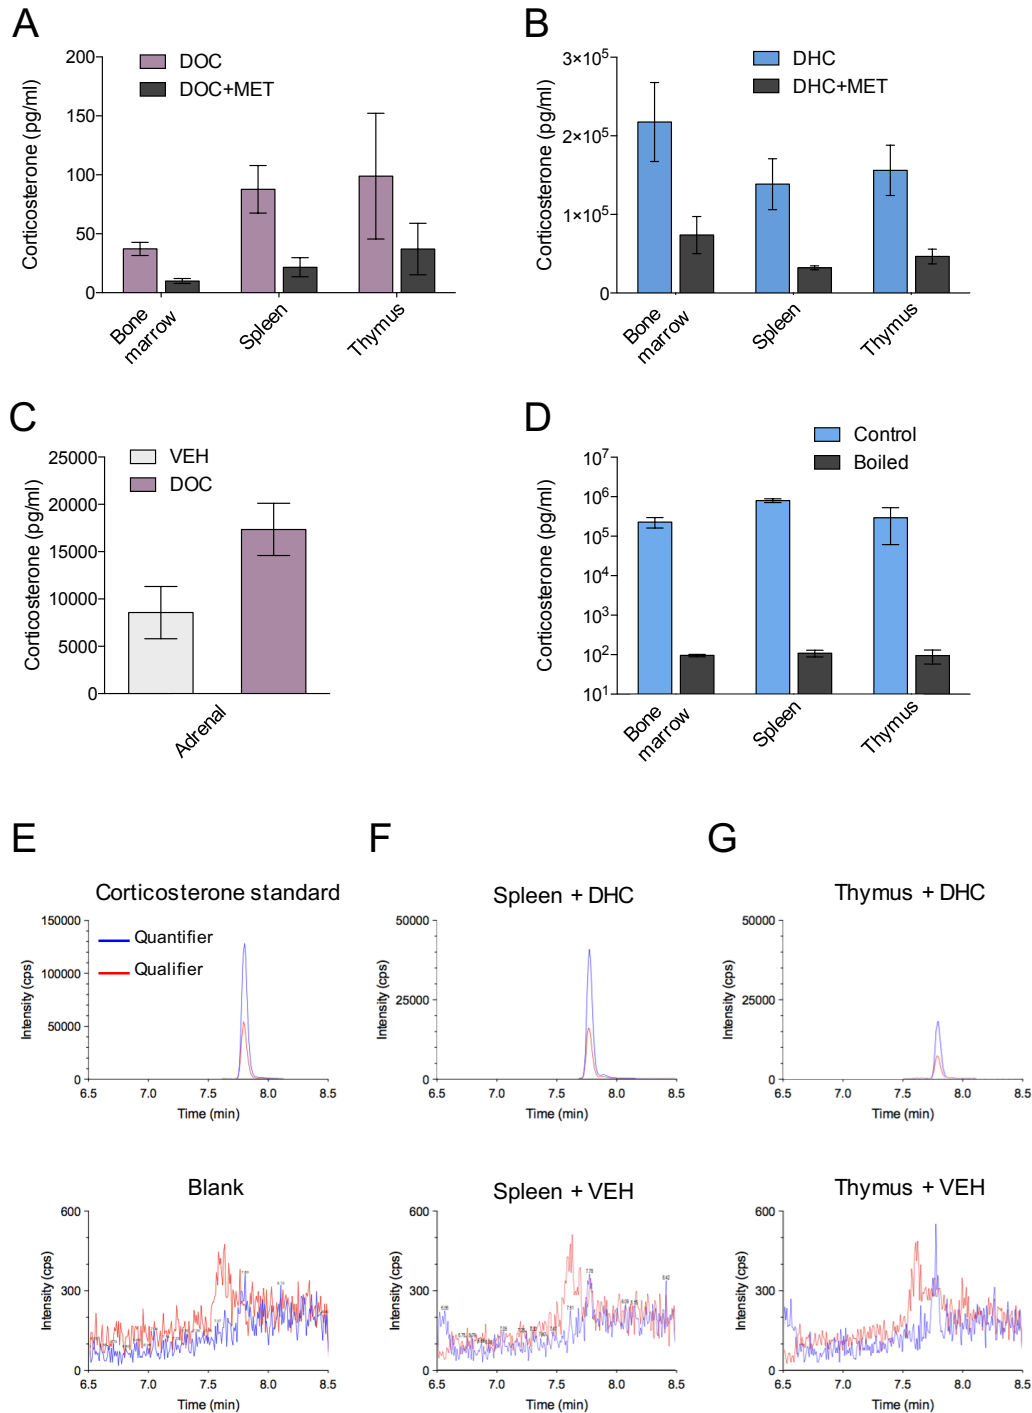 A
DOC
DOC+MET
Corticosterone (pg/ml)
200
150
100
50
0
Bone
marrow
Spleen
Thymus
B
DHC
DHC+MET
Corticosterone (pg/ml)
3×10⁵
2×10⁵
1×10⁵
0
Bone
marrow
Spleen
Thymus
C
VEH
DOC
Corticosterone (pg/ml)
25000
20000
15000
10000
5000
0
Adrenal
D
Control
Boiled
Corticosterone (pg/ml)
10⁷
10⁶
10⁵
10⁴
10³
10²
10¹
Bone
marrow
Spleen
Thymus
E
Corticosterone standard
Quantifier
Qualifier
Intensity (cps)
150000
100000
50000
0
6.5 7.0 7.5 8.0 8.5
Time (min)
Blank
Intensity (cps)
600
300
0
6.5 7.0 7.5 8.0 8.5
Time (min)
F
Spleen + DHC
Intensity (cps)
50000
25000
0
6.5 7.0 7.5 8.0 8.5
Time (min)
Spleen + VEH
Intensity (cps)
600
300
0
6.5 7.0 7.5 8.0 8.5
Time (min)
G
Thymus + DHC
Intensity (cps)
50000
25000
0
6.5 7.0 7.5 8.0 8.5
Time (min)
Thymus + VEH
Intensity (cps)
600
300
0
6.5 7.0 7.5 8.0 8.5
Time (min)